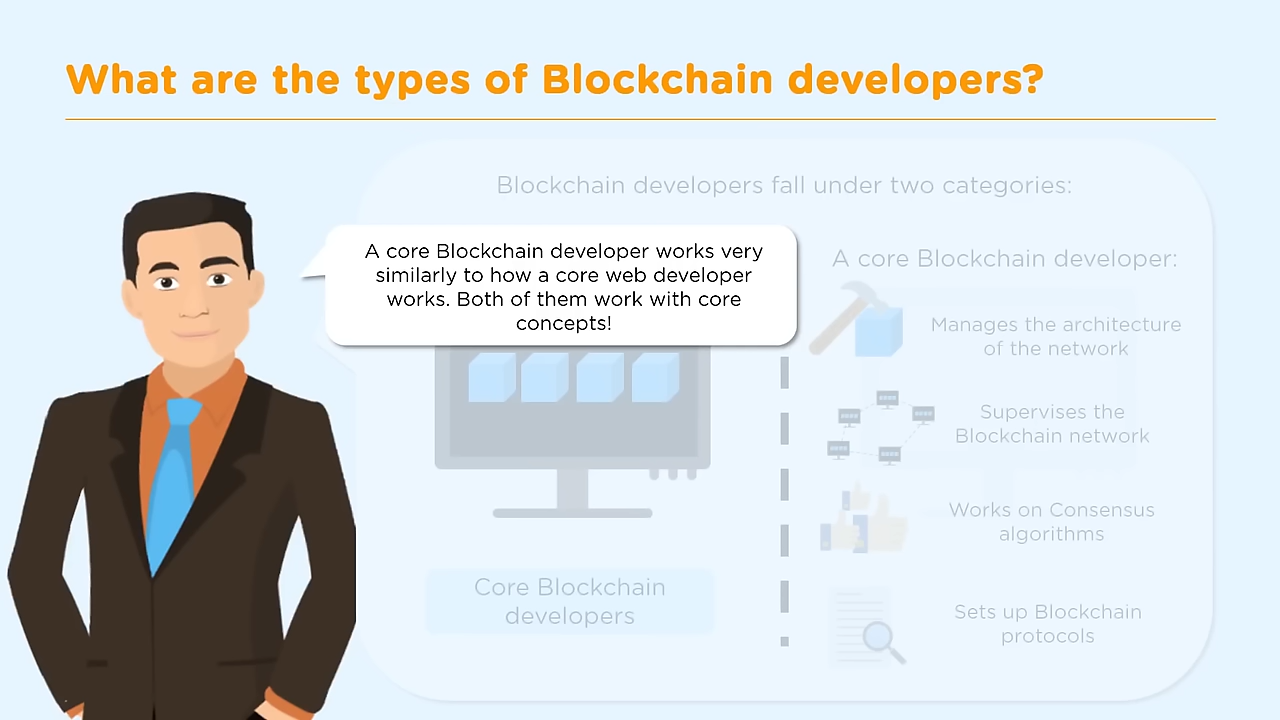 What are the types of Blockchain developers?
Blockchain developers fall under two categories:
A core Blockchain developer works very
similarly to how a core web developer
works. Both of them work with core
concepts!
Core Blockchain
developers
A core Blockchain developer:
Manages the architecture
of the network
Supervises the
Blockchain network
Works on Consensus
algorithms
Sets up Blockchain
protocols